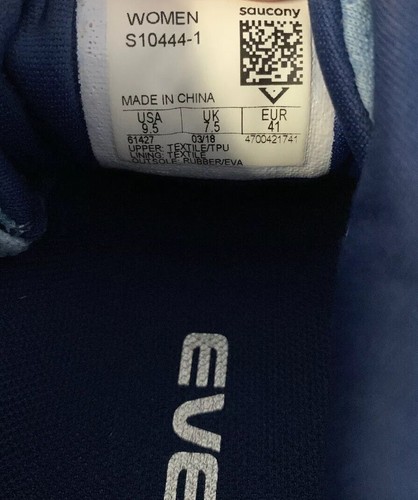 WOMEN
saucony
S10444-1
MADE IN CHINA
USA UK EUR
9.5 7.5 41
61427 03/18 4700421741
UPPER: TEXTILE/TPU
LINING: TEXTILE
OUTSOLE: RUBBER/EVA
EVE